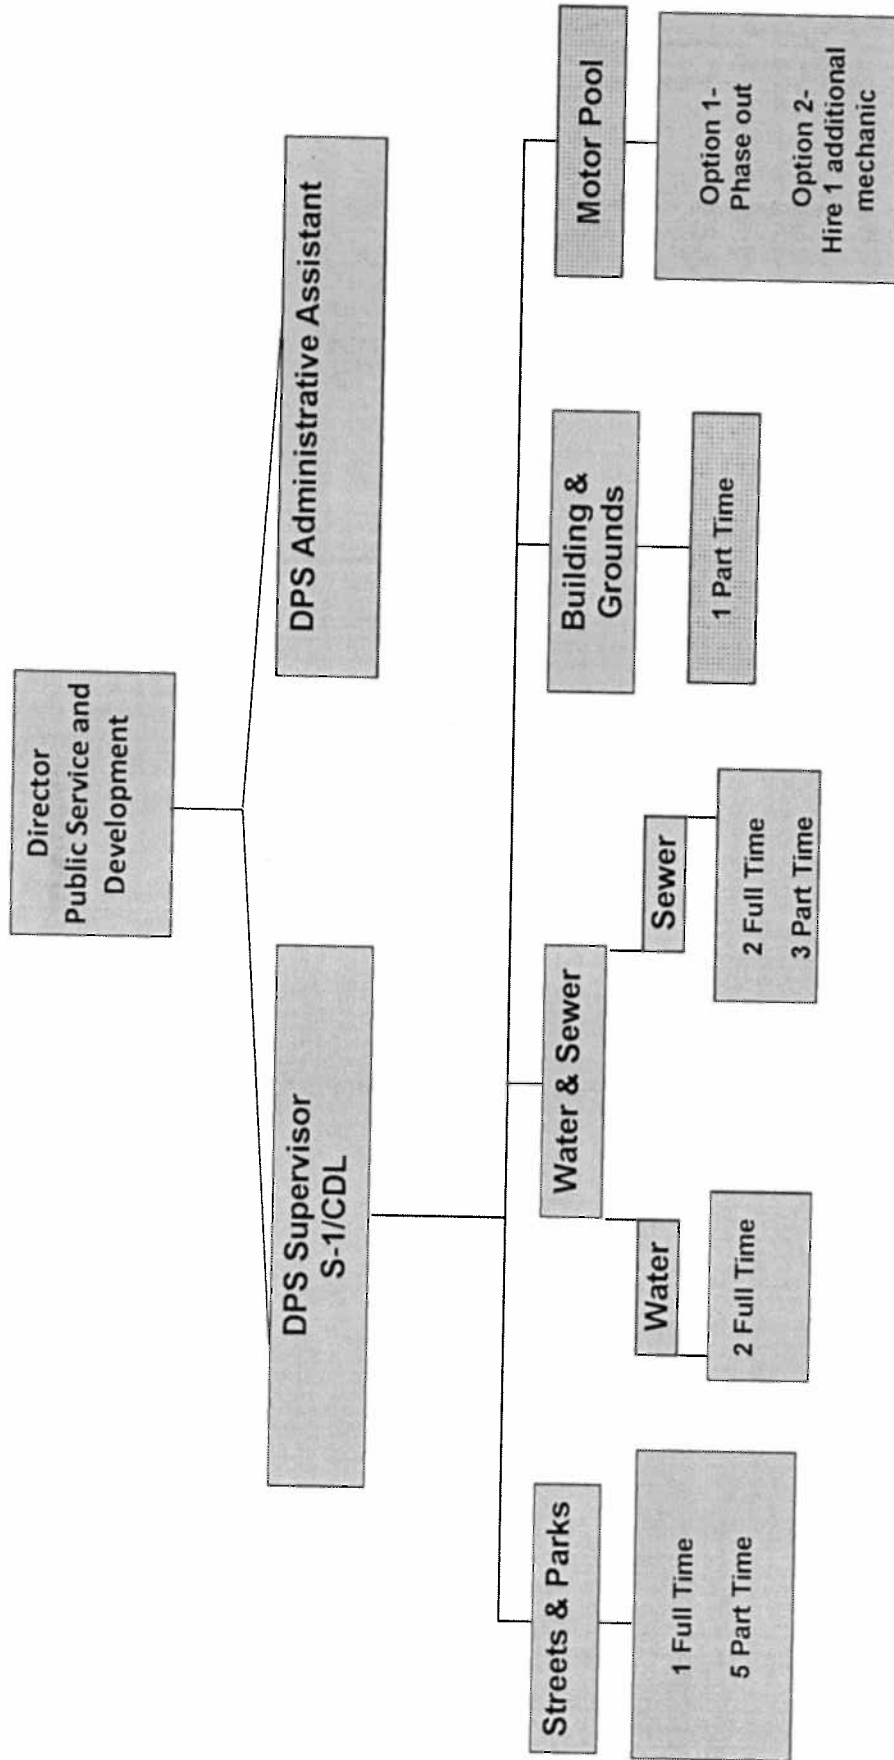 Director
Public Service and
Development
DPS Supervisor
S-1/CDL
DPS Administrative Assistant
Streets & Parks
1 Full Time
5 Part Time
Water & Sewer
Water
2 Full Time
Sewer
2 Full Time
3 Part Time
Building &
Grounds
1 Part Time
Motor Pool
Option 1-
Phase out
Option 2-
Hire 1 additional
mechanic